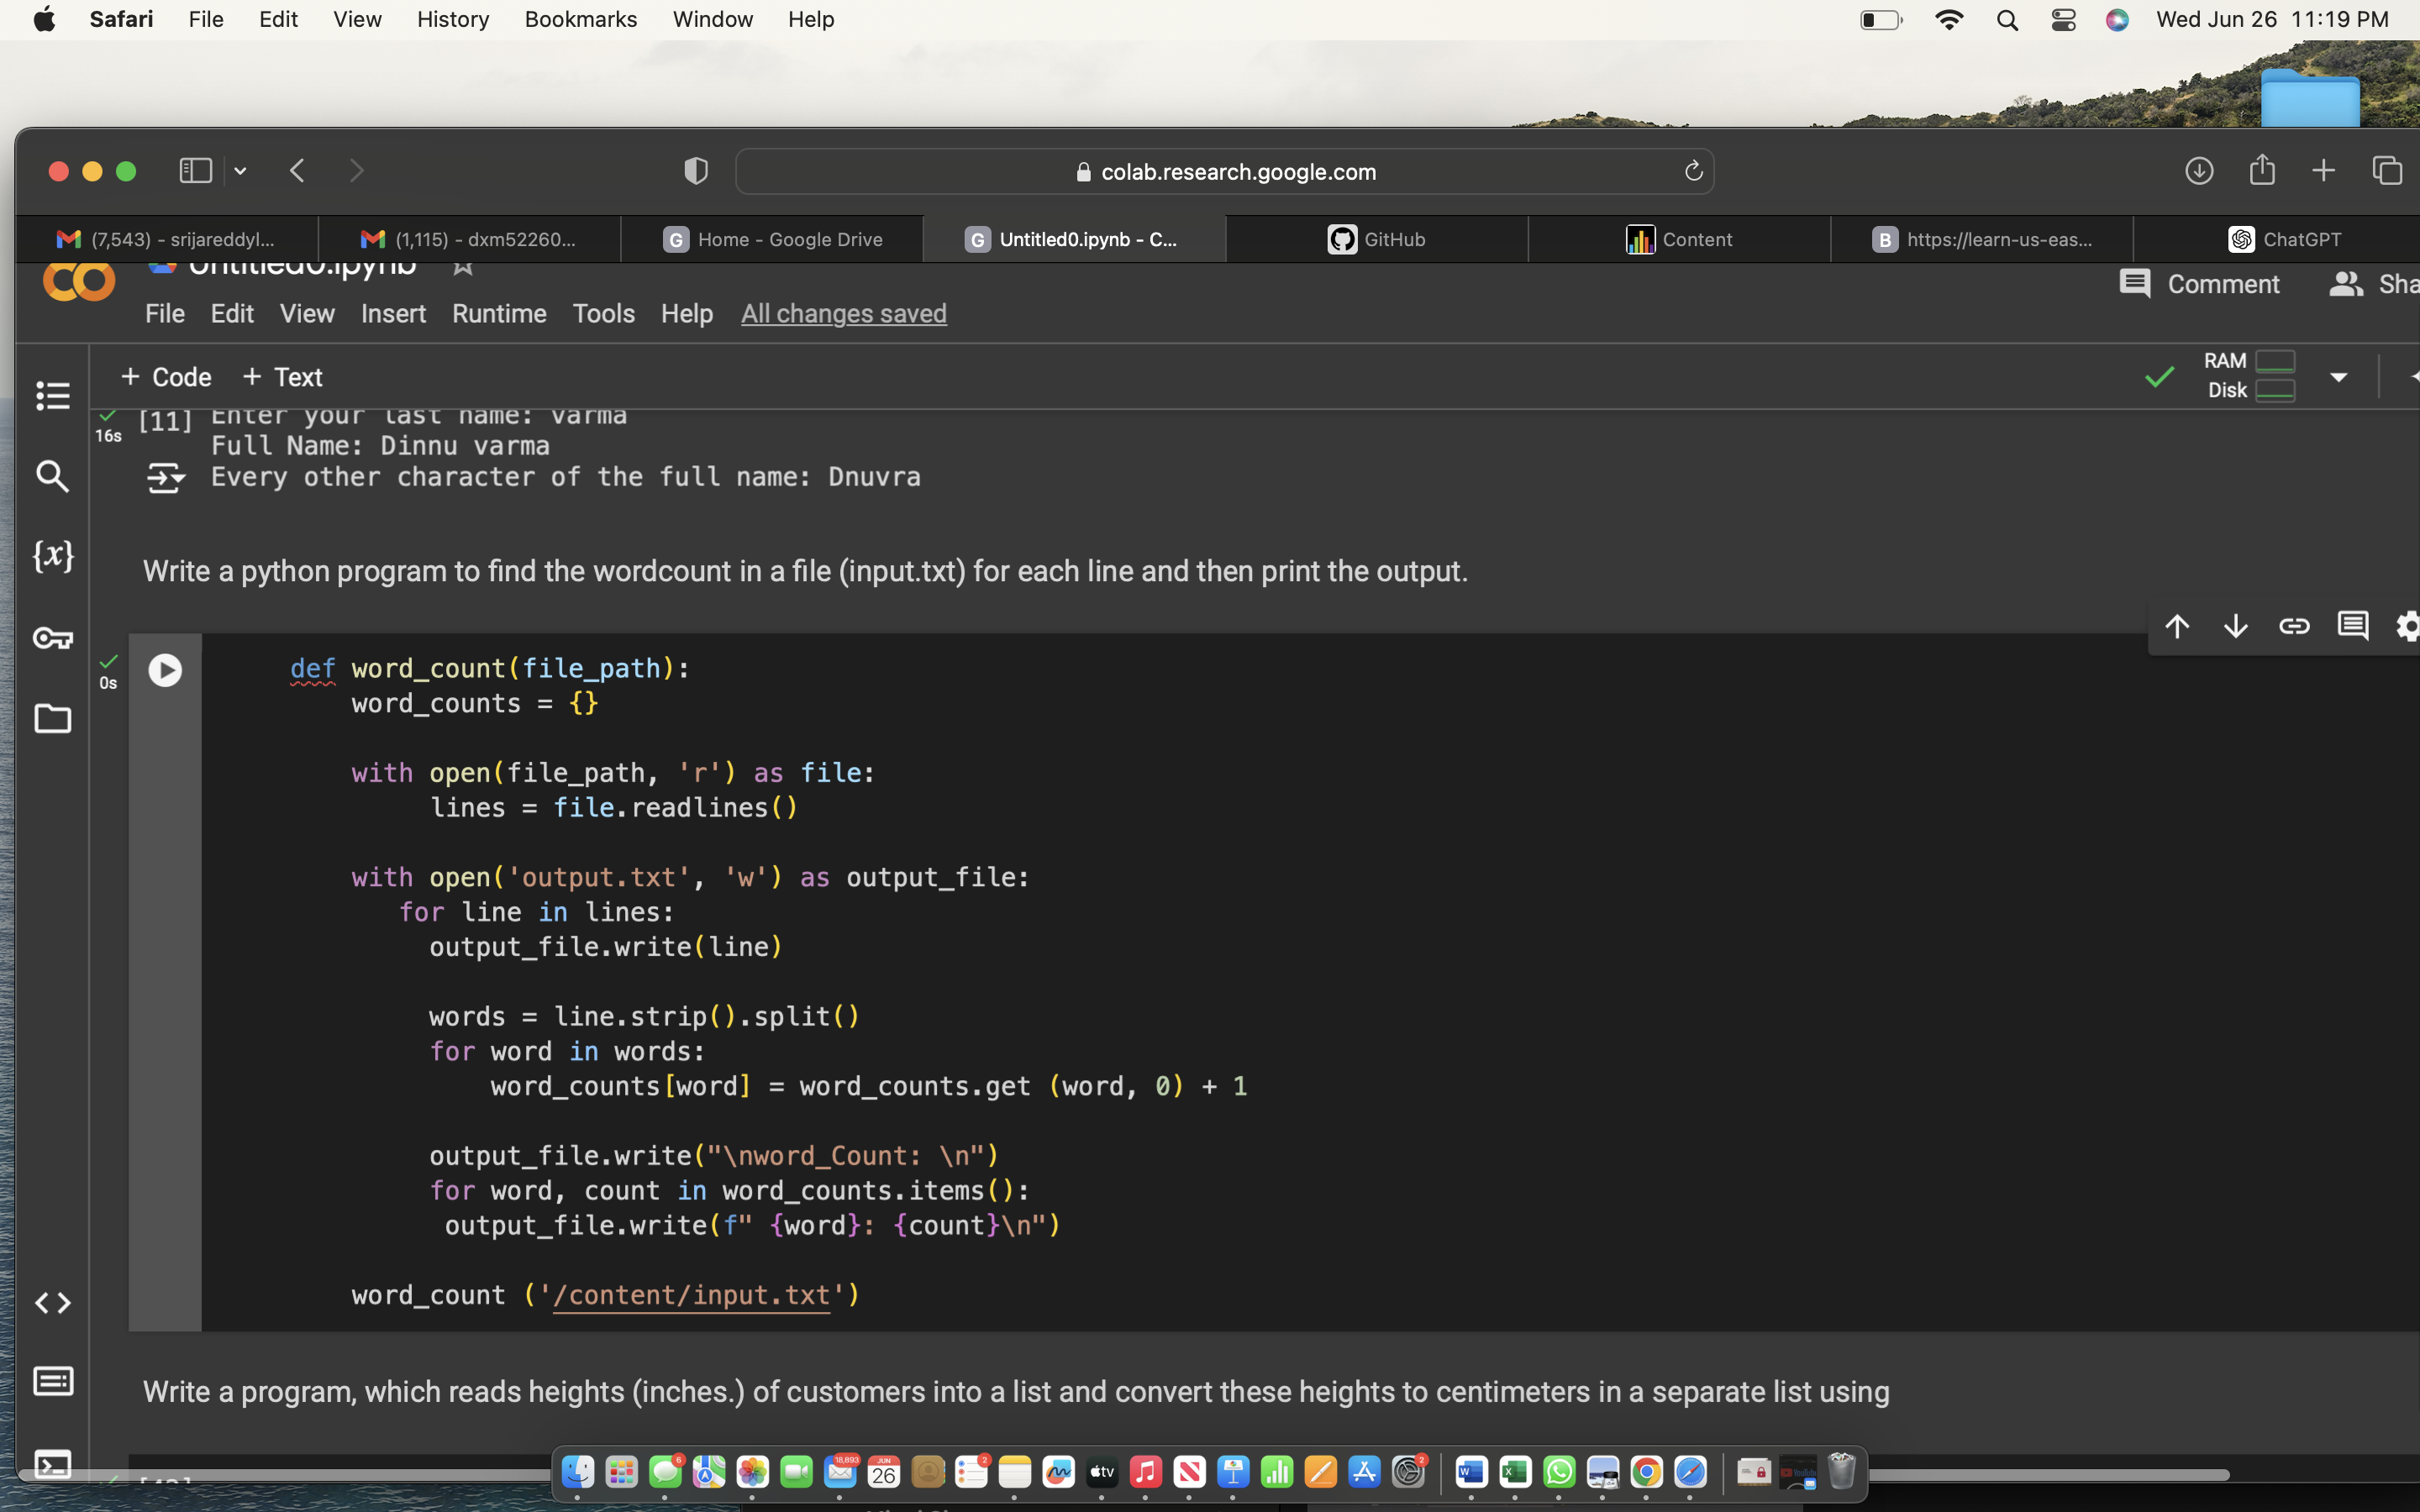 Safari File Edit View History Bookmarks Window Help Wed Jun 26 11:19 PM
colab.research.google.com
(7,543) - srijareddyl... (1,115) - dxm52260... G Home - Google Drive G Untitled0.ipynb - C... GitHub Content B https://learn-us-eas... ChatGPT
Untitled0.ipynb
Comment Sha
File Edit View Insert Runtime Tools Help All changes saved
+ Code + Text RAM
Disk
16s [11] Enter your last name: varma
Full Name: Dinnu varma
Every other character of the full name: Dnuvra
{x}
Write a python program to find the wordcount in a file (input.txt) for each line and then print the output.
0s
def word_count(file_path):
word_counts = {}
with open(file_path, 'r') as file:
lines = file.readlines()
with open('output.txt', 'w') as output_file:
for line in lines:
output_file.write(line)
words = line.strip().split()
for word in words:
word_counts[word] = word_counts.get (word, 0) + 1
output_file.write("\nword_Count: \n")
for word, count in word_counts.items():
output_file.write(f" {word}: {count}\n")
word_count ('/content/input.txt')
Write a program, which reads heights (inches.) of customers into a list and convert these heights to centimeters in a separate list using
6 18,893 JUN 26 2 tv 2